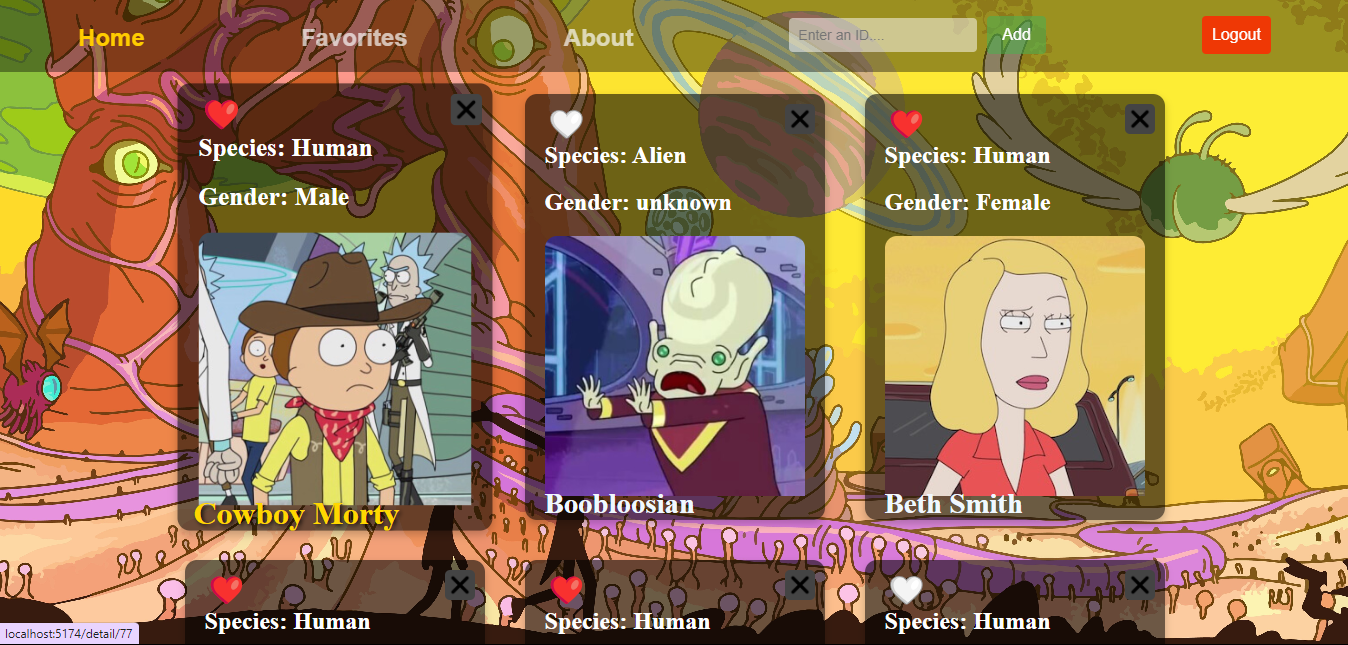 Home Favorites About Enter an ID.... Add Logout
Species: Human
Gender: Male
Cowboy Morty
Species: Alien
Gender: unknown
Boobloosian
Species: Human
Gender: Female
Beth Smith
Species: Human
Species: Human
Species: Human
localhost:5174/detail/77